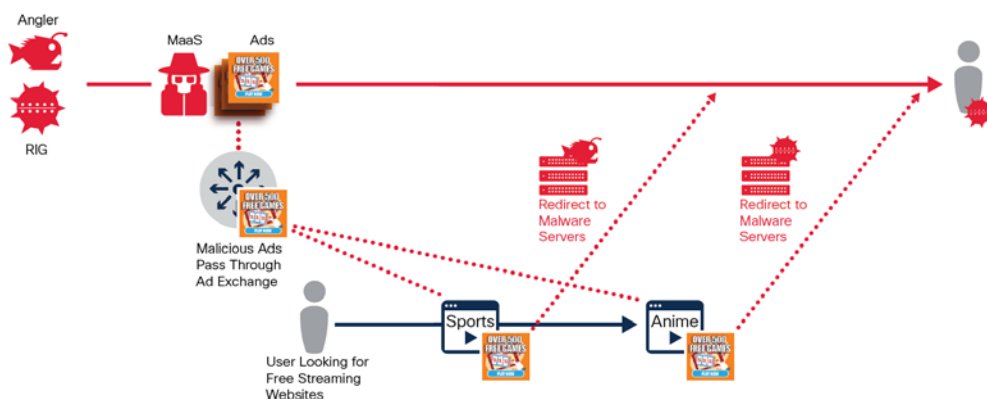 Angler
RIG
MaaS
Ads
OVER 500
FREE GAMES
PLAY NOW
Malicious Ads
Pass Through
Ad Exchange
OVER 500
FREE GAMES
PLAY NOW
Redirect to
Malware
Servers
Redirect to
Malware
Servers
User Looking for
Free Streaming
Websites
Sports
OVER 500
FREE GAMES
PLAY NOW
Anime
OVER 500
FREE GAMES
PLAY NOW